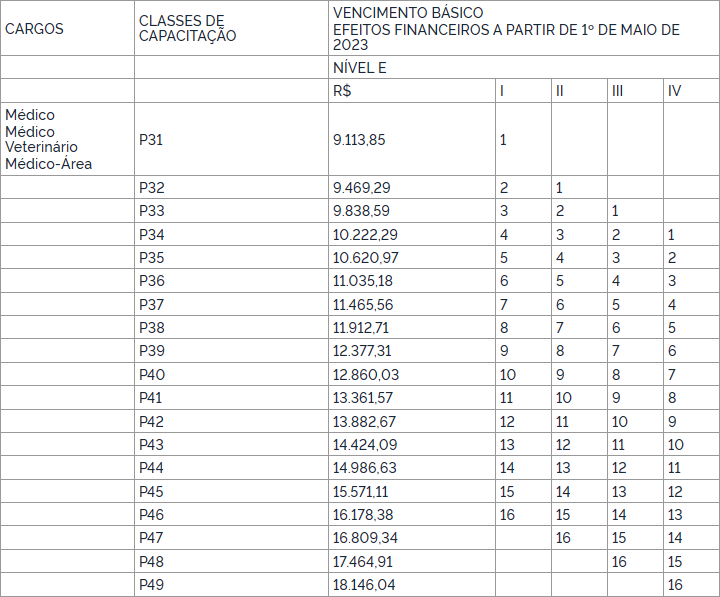 CARGOS
CLASSES DE
CAPACITAÇÃO
VENCIMENTO BÁSICO
EFEITOS FINANCEIROS A PARTIR DE 1º DE MAIO DE
2023
NÍVEL E
R$ I II III IV
Médico
Médico
Veterinário
Médico-Área
P31 9.113,85 1
P32 9.469,29 2 1
P33 9.838,59 3 2 1
P34 10.222,29 4 3 2 1
P35 10.620,97 5 4 3 2
P36 11.035,18 6 5 4 3
P37 11.465,56 7 6 5 4
P38 11.912,71 8 7 6 5
P39 12.377,31 9 8 7 6
P40 12.860,03 10 9 8 7
P41 13.361,57 11 10 9 8
P42 13.882,67 12 11 10 9
P43 14.424,09 13 12 11 10
P44 14.986,63 14 13 12 11
P45 15.571,11 15 14 13 12
P46 16.178,38 16 15 14 13
P47 16.809,34 16 15 14
P48 17.464,91 16 15
P49 18.146,04 16